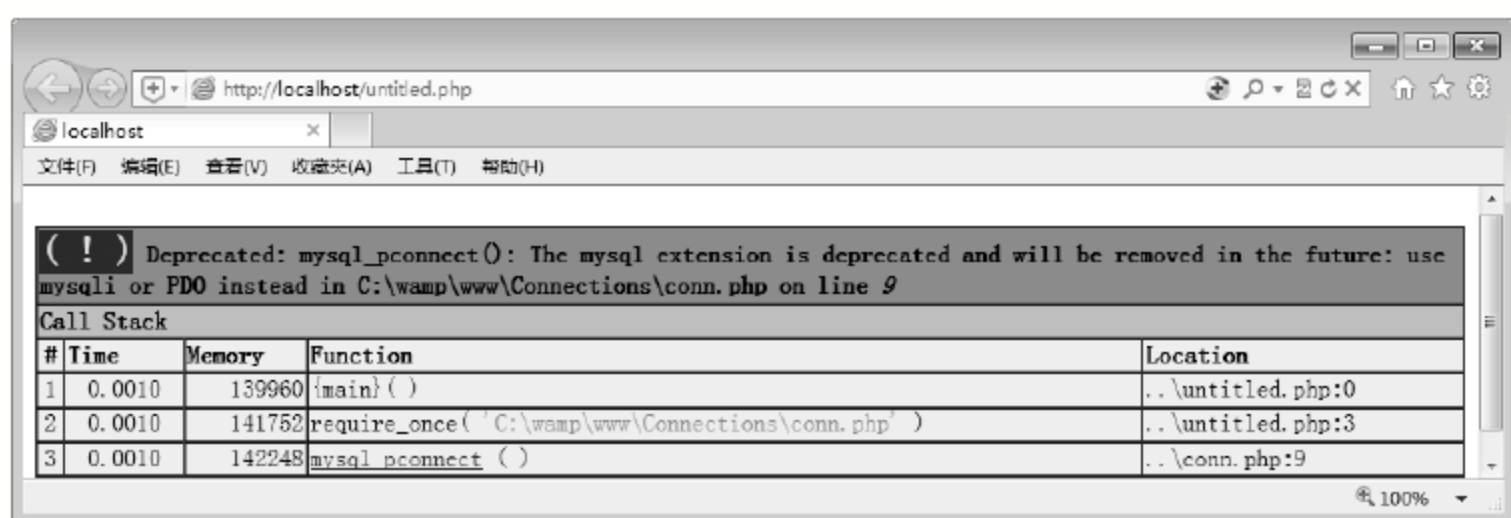 http://localhost/untitled.php
localhost
文件(F) 编辑(E) 查看(V) 收藏夹(A) 工具(T) 帮助(H)
( ! ) Deprecated: mysql_pconnect(): The mysql extension is deprecated and will be removed in the future: use
mysqli or PDO instead in C:\wamp\www\Connections\conn.php on line 9
Call Stack
# Time Memory Function Location
1 0.0010 139960 {main}( ) ..\untitled.php:0
2 0.0010 141752 require_once( 'C:\wamp\www\Connections\conn.php' ) ..\untitled.php:3
3 0.0010 142248 mysql_pconnect ( ) ..\conn.php:9
100%